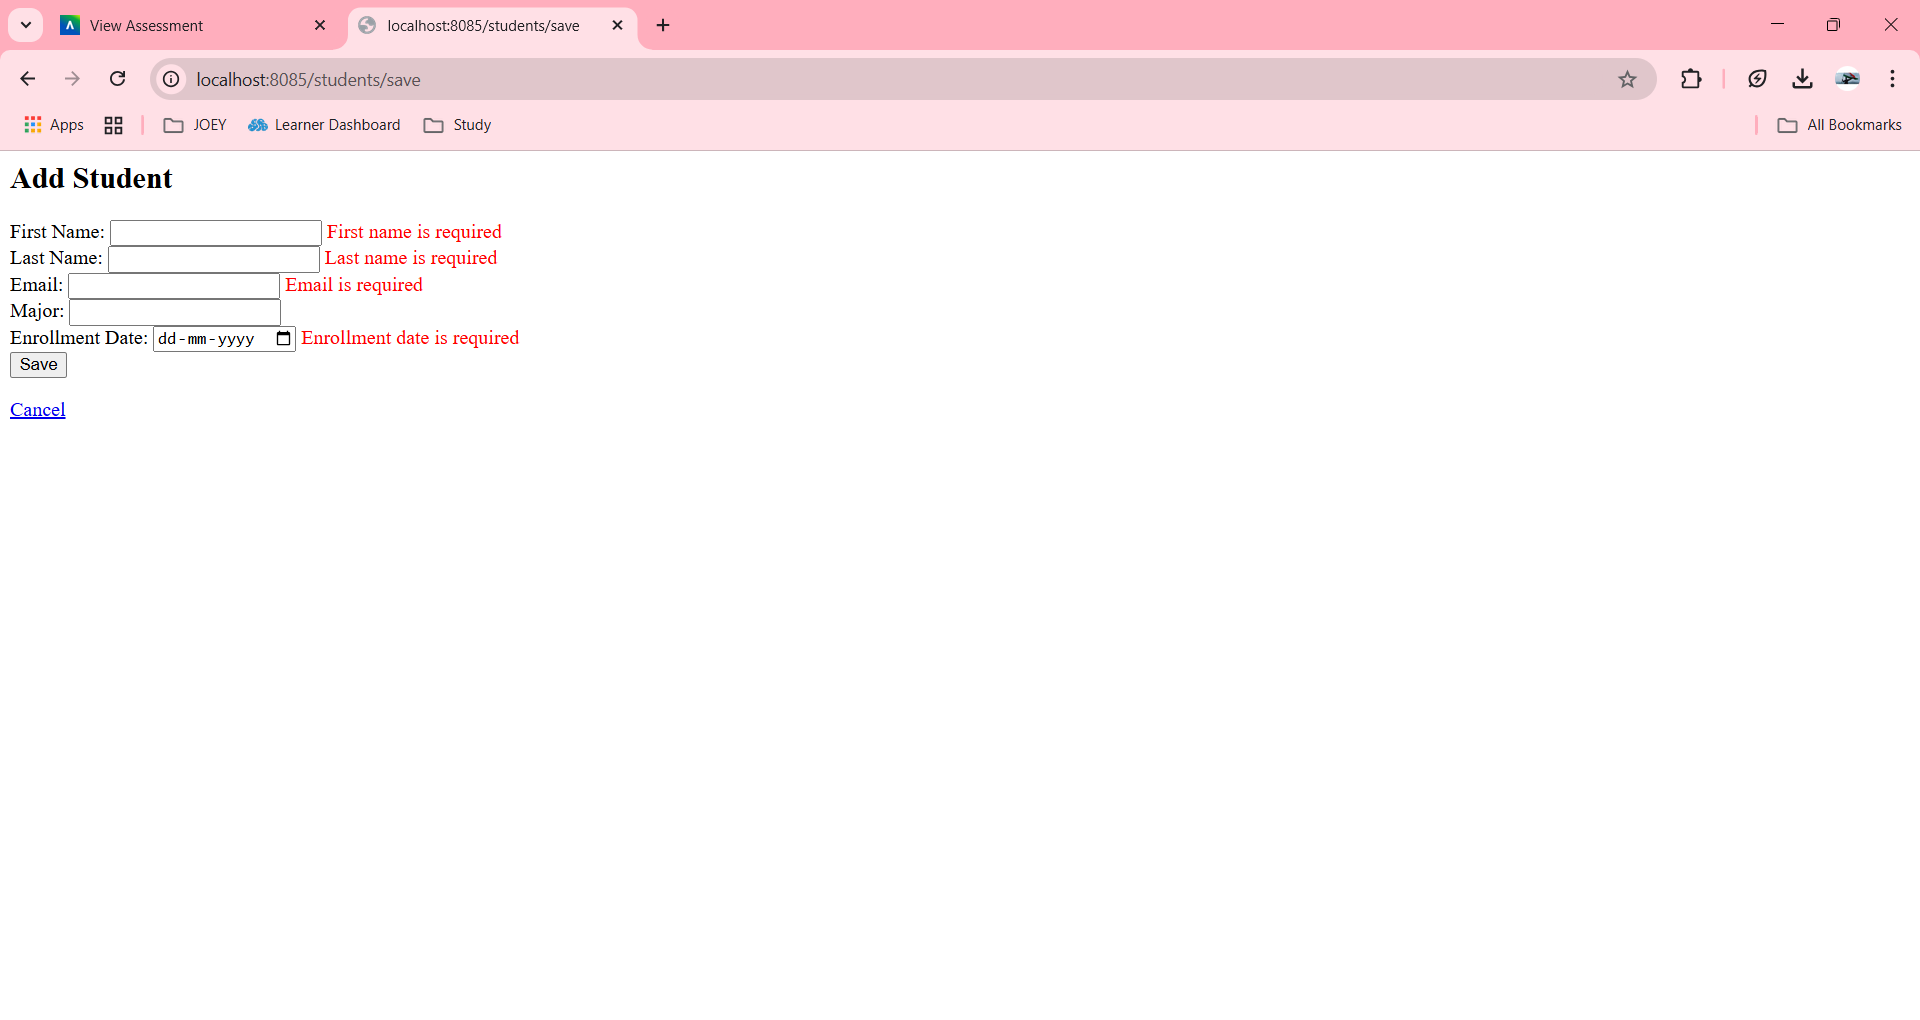 View Assessment
localhost:8085/students/save
localhost:8085/students/save
Apps
JOEY
Learner Dashboard
Study
All Bookmarks
Add Student
First Name: First name is required
Last Name: Last name is required
Email: Email is required
Major:
Enrollment Date: dd-mm-yyyy Enrollment date is required
Save
Cancel